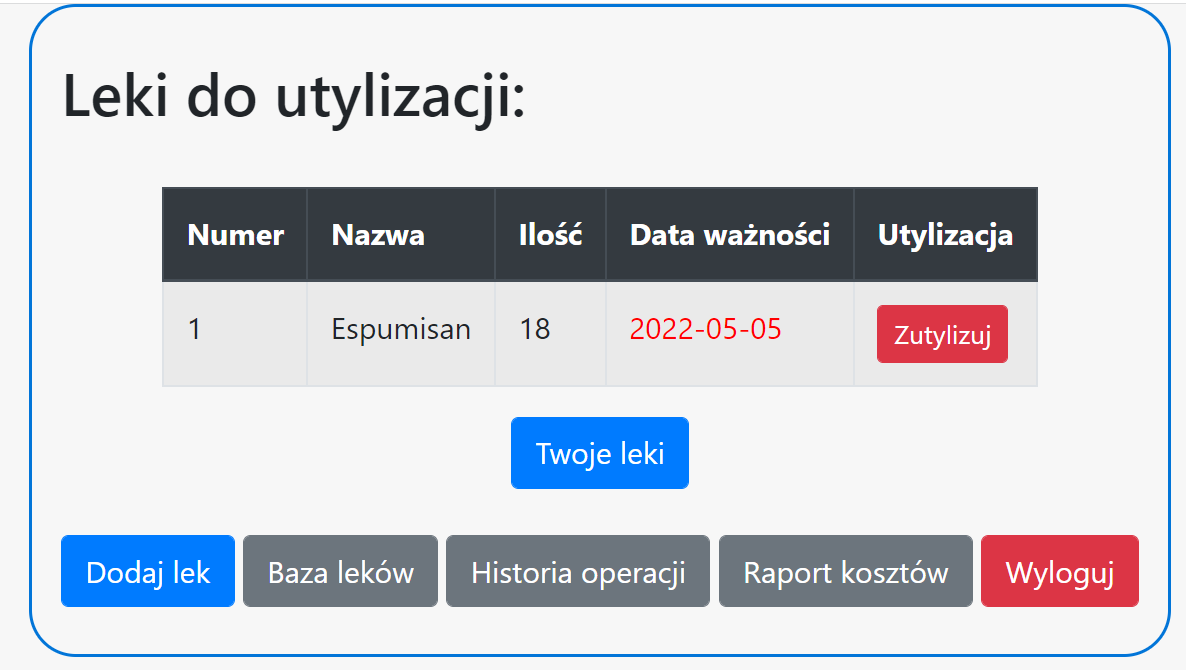 Leki do utylizacji:
Numer Nazwa Ilość Data ważności Utylizacja
1 Espumisan 18 2022-05-05 Zutylizuj
Twoje leki
Dodaj lek Baza leków Historia operacji Raport kosztów Wyloguj